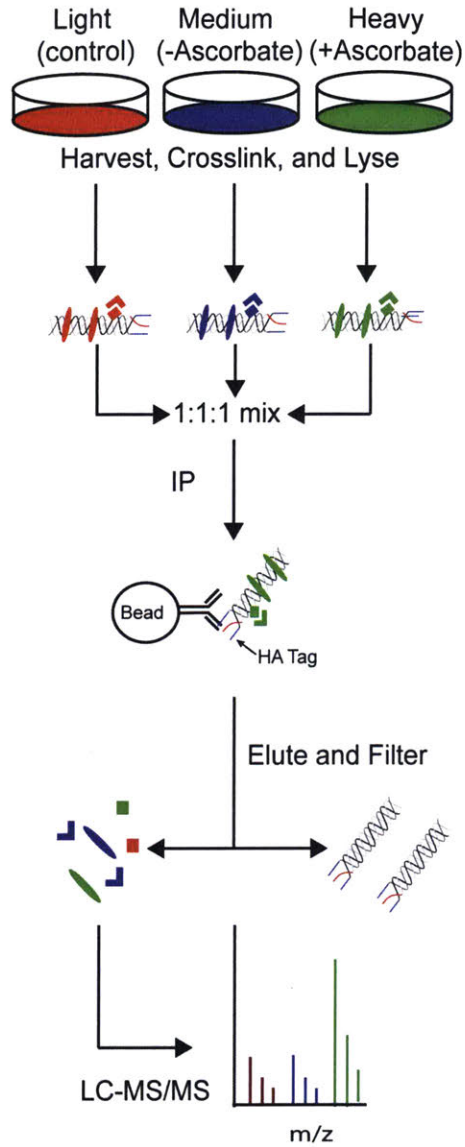 Light Medium Heavy
(control) (-Ascorbate) (+Ascorbate)
Harvest, Crosslink, and Lyse
1:1:1 mix
IP
Bead
HA Tag
Elute and Filter
LC-MS/MS
m/z